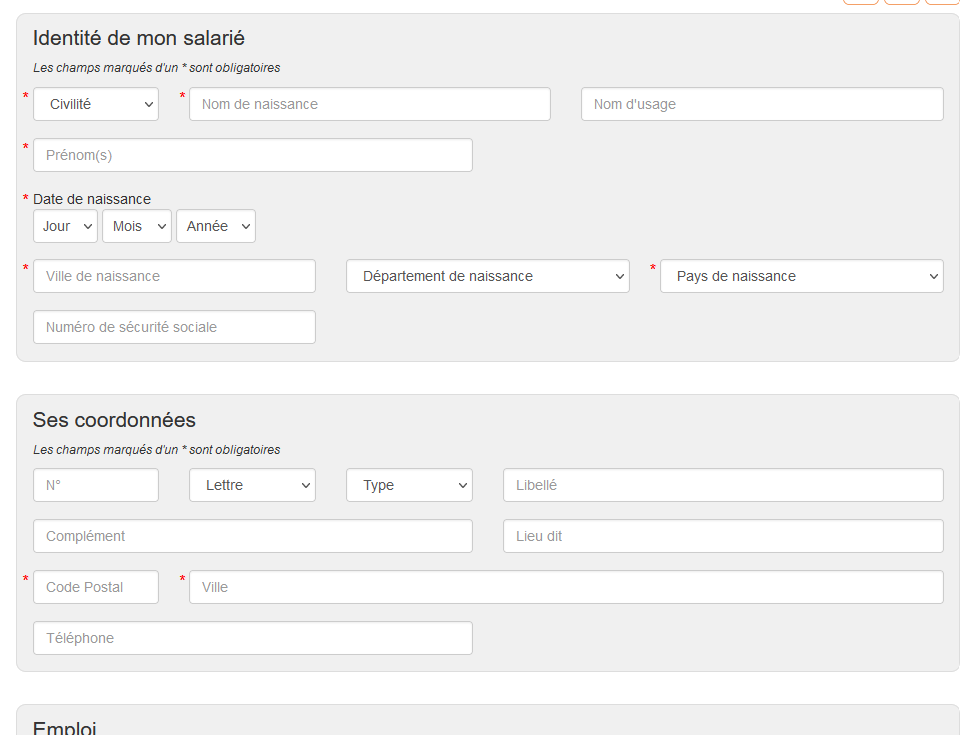 Identité de mon salarié
Les champs marqués d'un * sont obligatoires
* Civilité * Nom de naissance Nom d'usage
* Prénom(s)
* Date de naissance
Jour Mois Année
* Ville de naissance Département de naissance * Pays de naissance
Numéro de sécurité sociale
Ses coordonnées
Les champs marqués d'un * sont obligatoires
N° Lettre Type Libellé
Complément Lieu dit
* Code Postal * Ville
Téléphone
Emploi